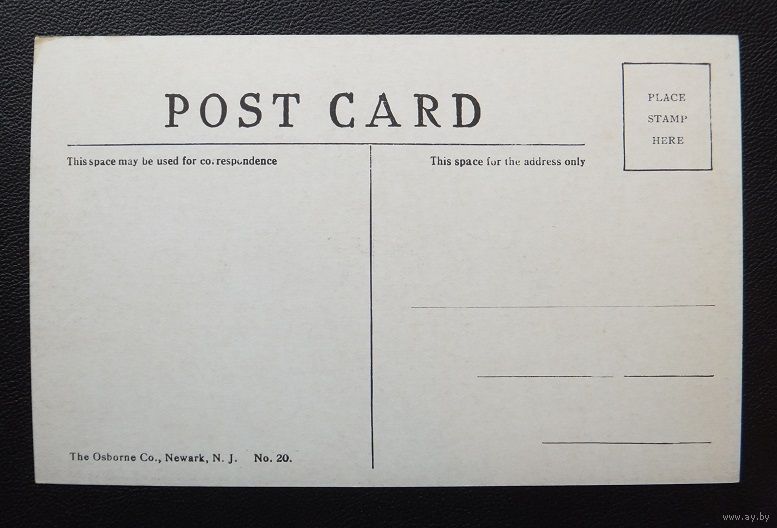 POST CARD
PLACE
STAMP
HERE
This space may be used for correspondence
This space for the address only
The Osborne Co., Newark, N. J. No. 20.
www.ay.by